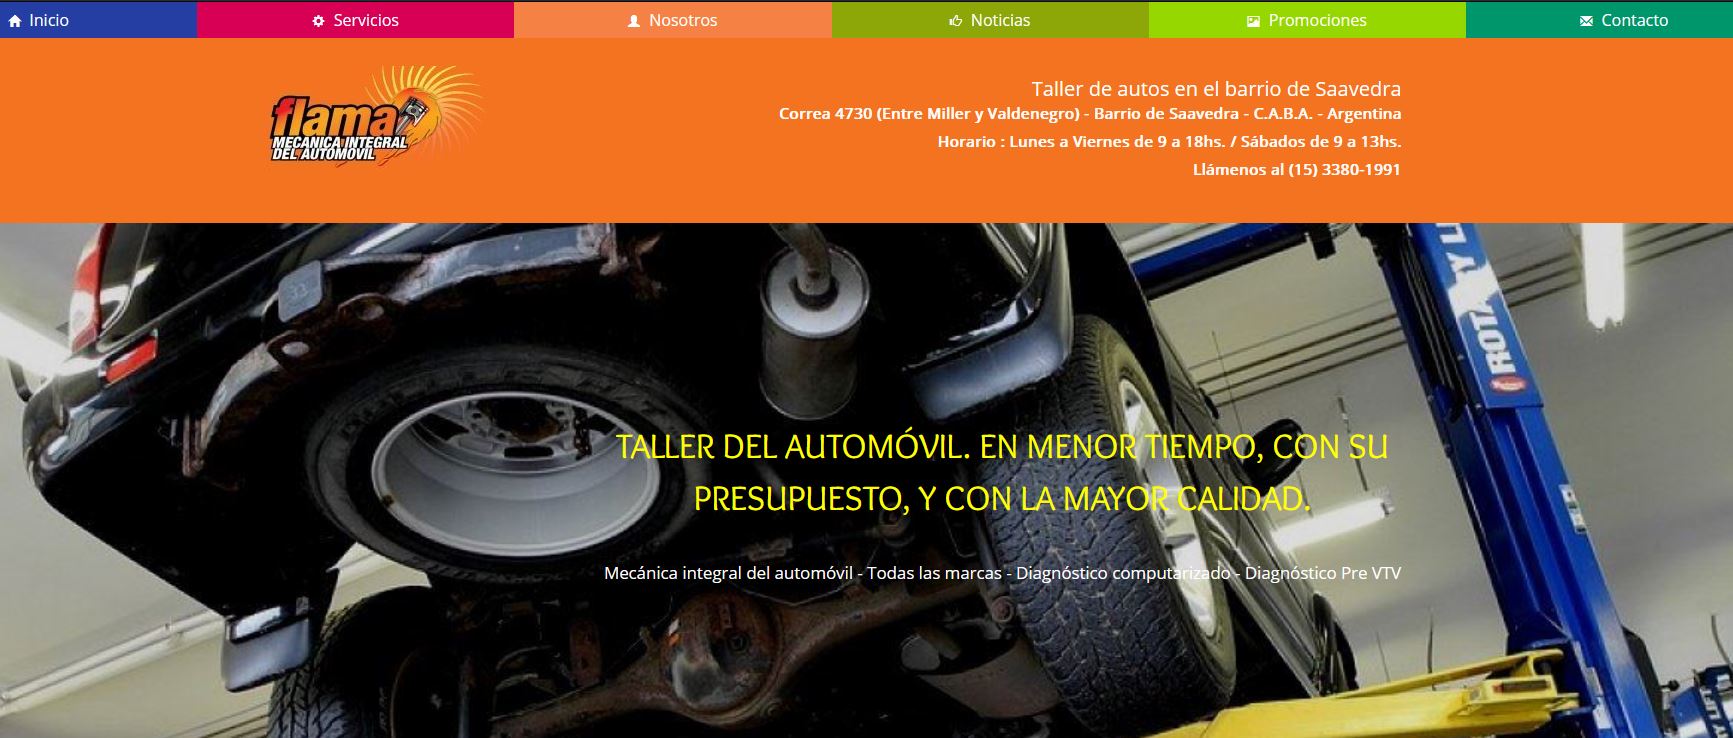 Inicio
Servicios
Nosotros
Noticias
Promociones
Contacto
flama
MECANICA INTEGRAL
DEL AUTOMOVIL
Taller de autos en el barrio de Saavedra
Correa 4730 (Entre Miller y Valdenegro) - Barrio de Saavedra - C.A.B.A. - Argentina
Horario : Lunes a Viernes de 9 a 18hs. / Sábados de 9 a 13hs.
Llámenos al (15) 3380-1991
ROTARY LI
TALLER DEL AUTOMÓVIL. EN MENOR TIEMPO, CON SU
PRESUPUESTO, Y CON LA MAYOR CALIDAD.
Mecánica integral del automóvil - Todas las marcas - Diagnóstico computarizado - Diagnóstico Pre VTV